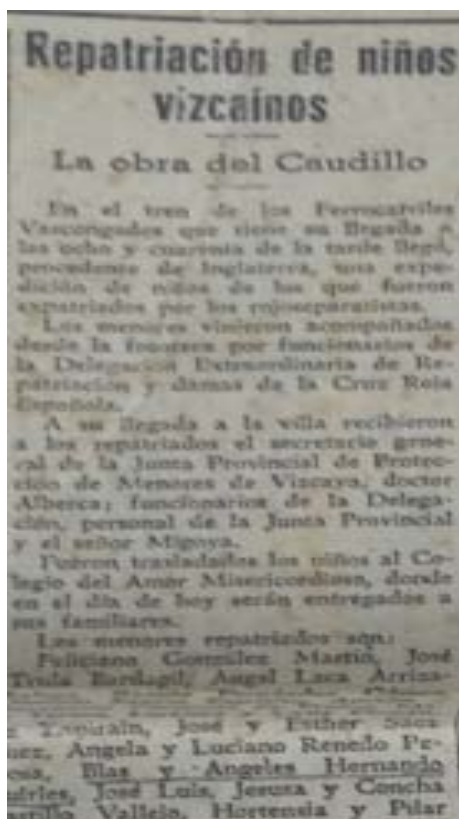 Repatriación de niños
vizcaínos
La obra del Caudillo
En el tren de los Ferrocarriles
Vascongados que tiene su llegada a
las ocho y cuarenta de la tarde llegó,
procedente de Inglaterra, una expe-
dición de niños de los que fueron
expatriados por los rojoseparatistas.
Los menores vinieron acompañados
desde la frontera por funcionarios de
la Delegación Extraordinaria de Re-
patriación y damas de la Cruz Roja
Española.
A su llegada a la villa recibieron
a los repatriados el secretario gene-
ral de la Junta Provincial de Protec-
ción de Menores de Vizcaya, doctor
Alberca; funcionarios de la Delega-
ción, personal de la Junta Provincial
y el señor Migoya.
Fueron trasladados los niños al Co-
legio del Amor Misericordioso, donde
en el día de hoy serán entregados a
sus familiares.
Los menores repatriados son:
Feliciano González Martín, José
Ángel Laca
José y Esther
Angela y Luciano Renedo Pe-
Blas y Angeles Hernando
José Luis, Jesusa y Concha
Vallejo, Hortensia y Pilar